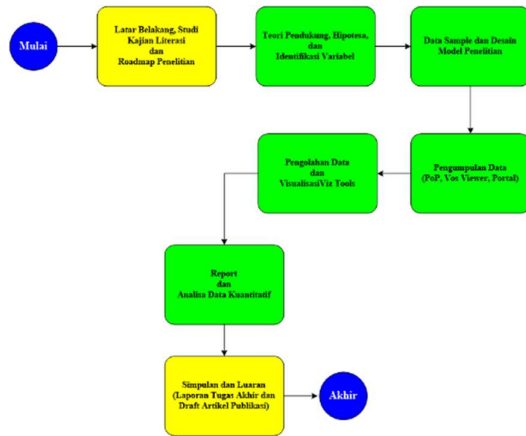 Mulai
Latar Belakang, Studi
Kajian Literasi
dan
Roadmap Penelitian
Teori Pendukung, Hipotesa,
dan
Identifikasi Variabel
Data Sample dan Desain
Model Penelitian
Pengumpulan Data
(PoP, Vos Viewer, Portal)
Pengolahan Data
dan
VisualisasiViz Tools
Report
dan
Analisa Data Kuantitatif
Simpulan dan Luaran
(Laporan Tugas Akhir dan
Draft Artikel Publikasi)
Akhir